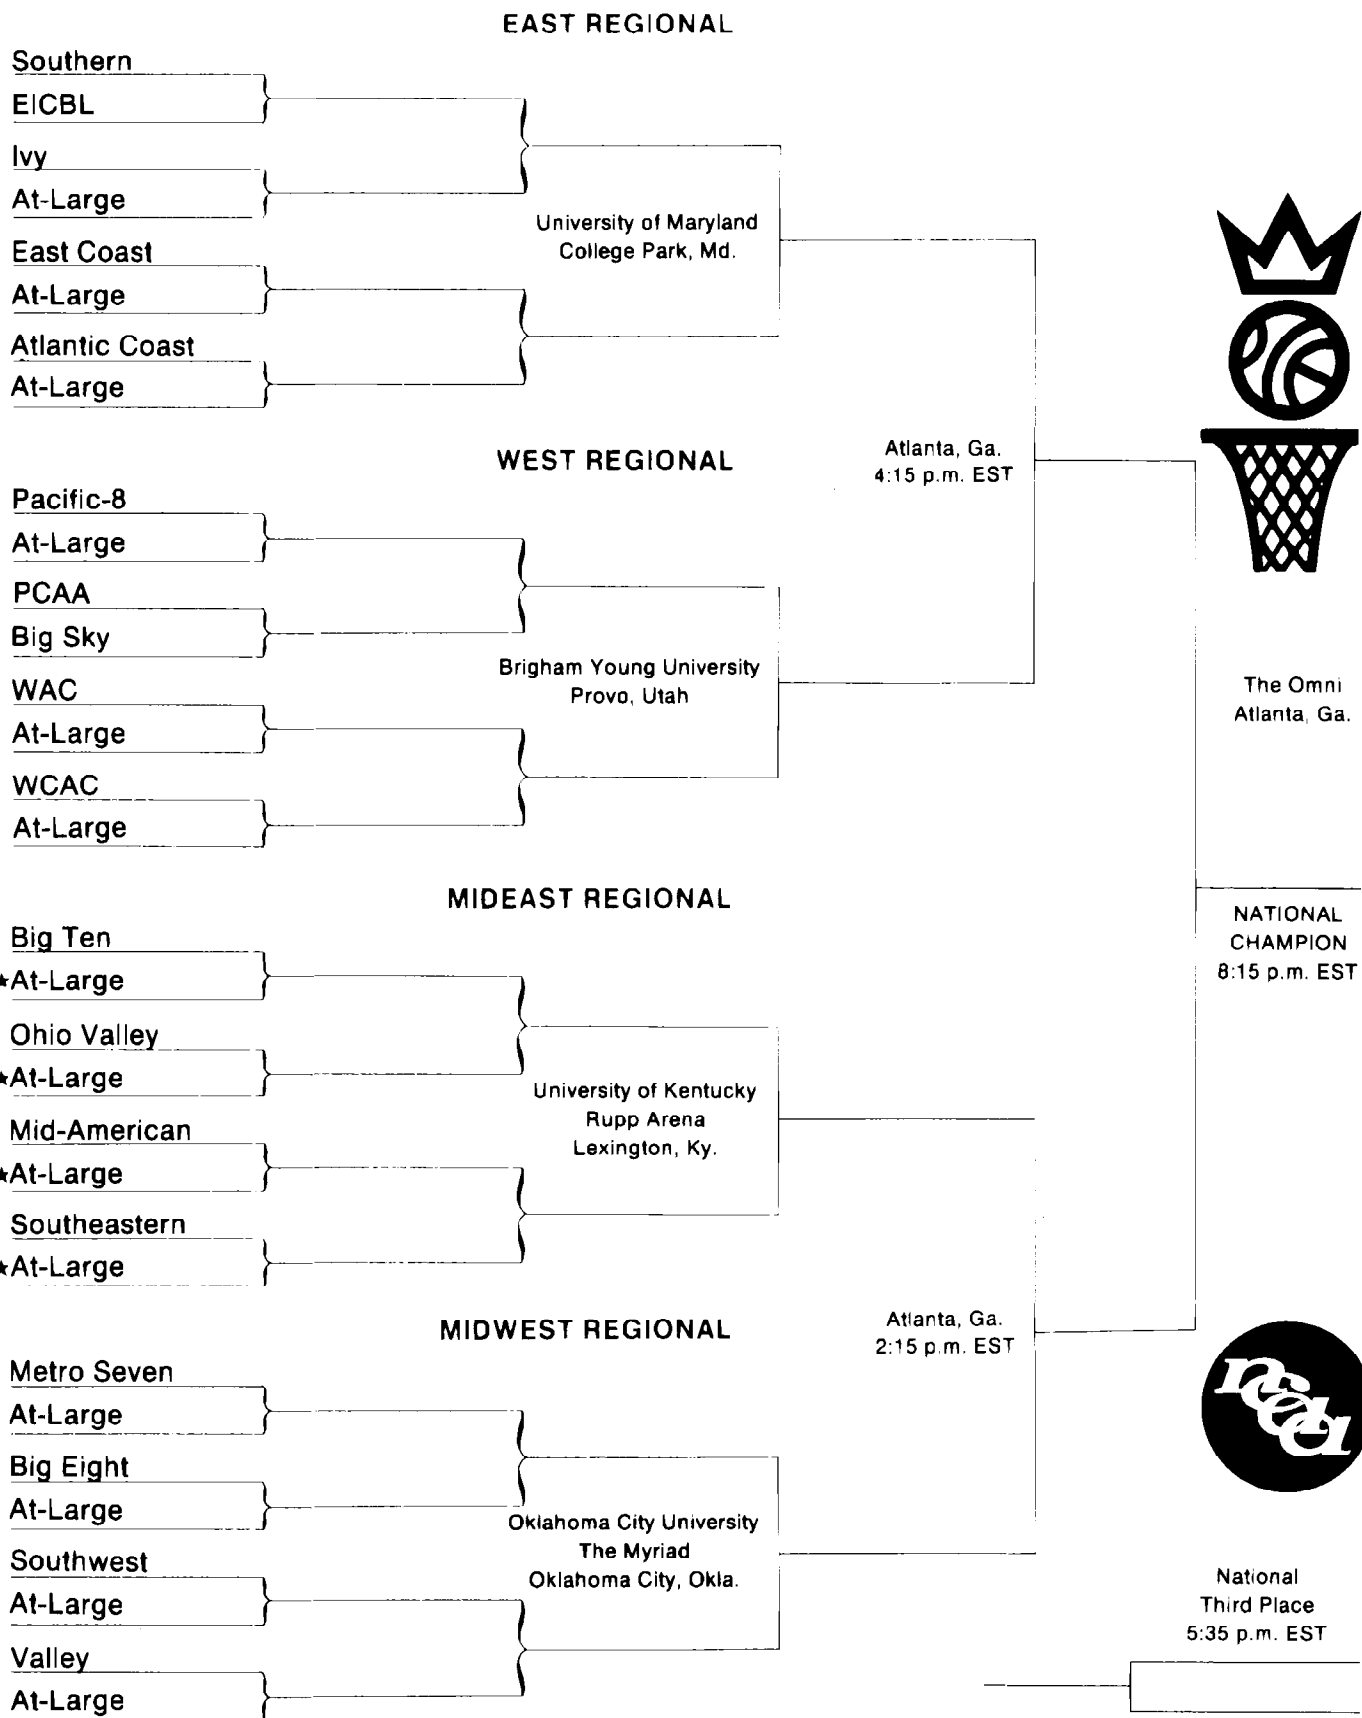 EAST REGIONAL
Southern
EICBL
Ivy
At-Large
East Coast
At-Large
Atlantic Coast
At-Large
University of Maryland
College Park, Md.
WEST REGIONAL
Pacific-8
At-Large
PCAA
Big Sky
WAC
At-Large
WCAC
At-Large
Brigham Young University
Provo, Utah
Atlanta, Ga.
4:15 p.m. EST
The Omni
Atlanta, Ga.
MIDEAST REGIONAL
Big Ten
★At-Large
Ohio Valley
★At-Large
Mid-American
★At-Large
Southeastern
★At-Large
University of Kentucky
Rupp Arena
Lexington, Ky.
NATIONAL
CHAMPION
8:15 p.m. EST
MIDWEST REGIONAL
Metro Seven
At-Large
Big Eight
At-Large
Southwest
At-Large
Valley
At-Large
Oklahoma City University
The Myriad
Oklahoma City, Okla.
Atlanta, Ga.
2:15 p.m. EST
ncaa
National
Third Place
5:35 p.m. EST